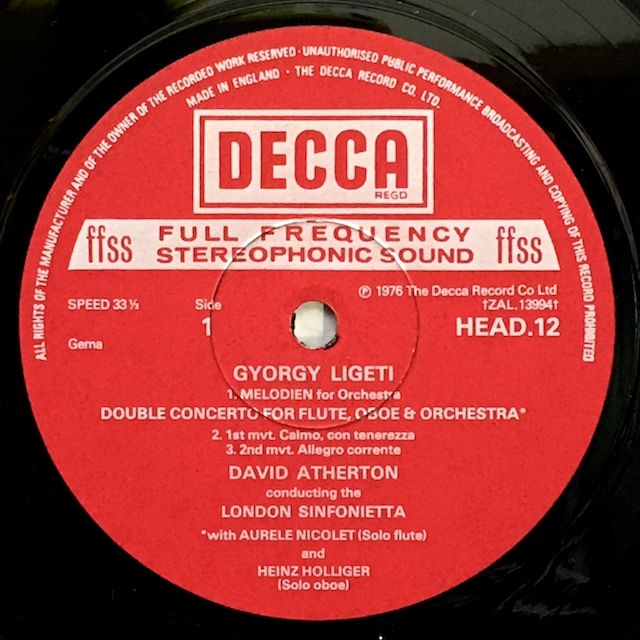 ALL RIGHTS OF THE MANUFACTURER AND OF THE OWNER OF THE RECORDED WORK RESERVED · UNAUTHORISED PUBLIC PERFORMANCE BROADCASTING AND COPYING OF THIS RECORD PROHIBITED
MADE IN ENGLAND · THE DECCA RECORD CO. LTD.
DECCA
REGD
ffss FULL FREQUENCY STEREOPHONIC SOUND ffss
℗ 1976 The Decca Record Co Ltd
SPEED 33⅓ Side †ZAL.13994†
1 HEAD.12
Gema
GYORGY LIGETI
1. MELODIEN for Orchestra
DOUBLE CONCERTO FOR FLUTE, OBOE & ORCHESTRA*
2. 1st mvt. Calmo, con tenerezza
3. 2nd mvt. Allegro corrente
DAVID ATHERTON
conducting the
LONDON SINFONIETTA
*with AURELE NICOLET (Solo flute)
and
HEINZ HOLLIGER
(Solo oboe)